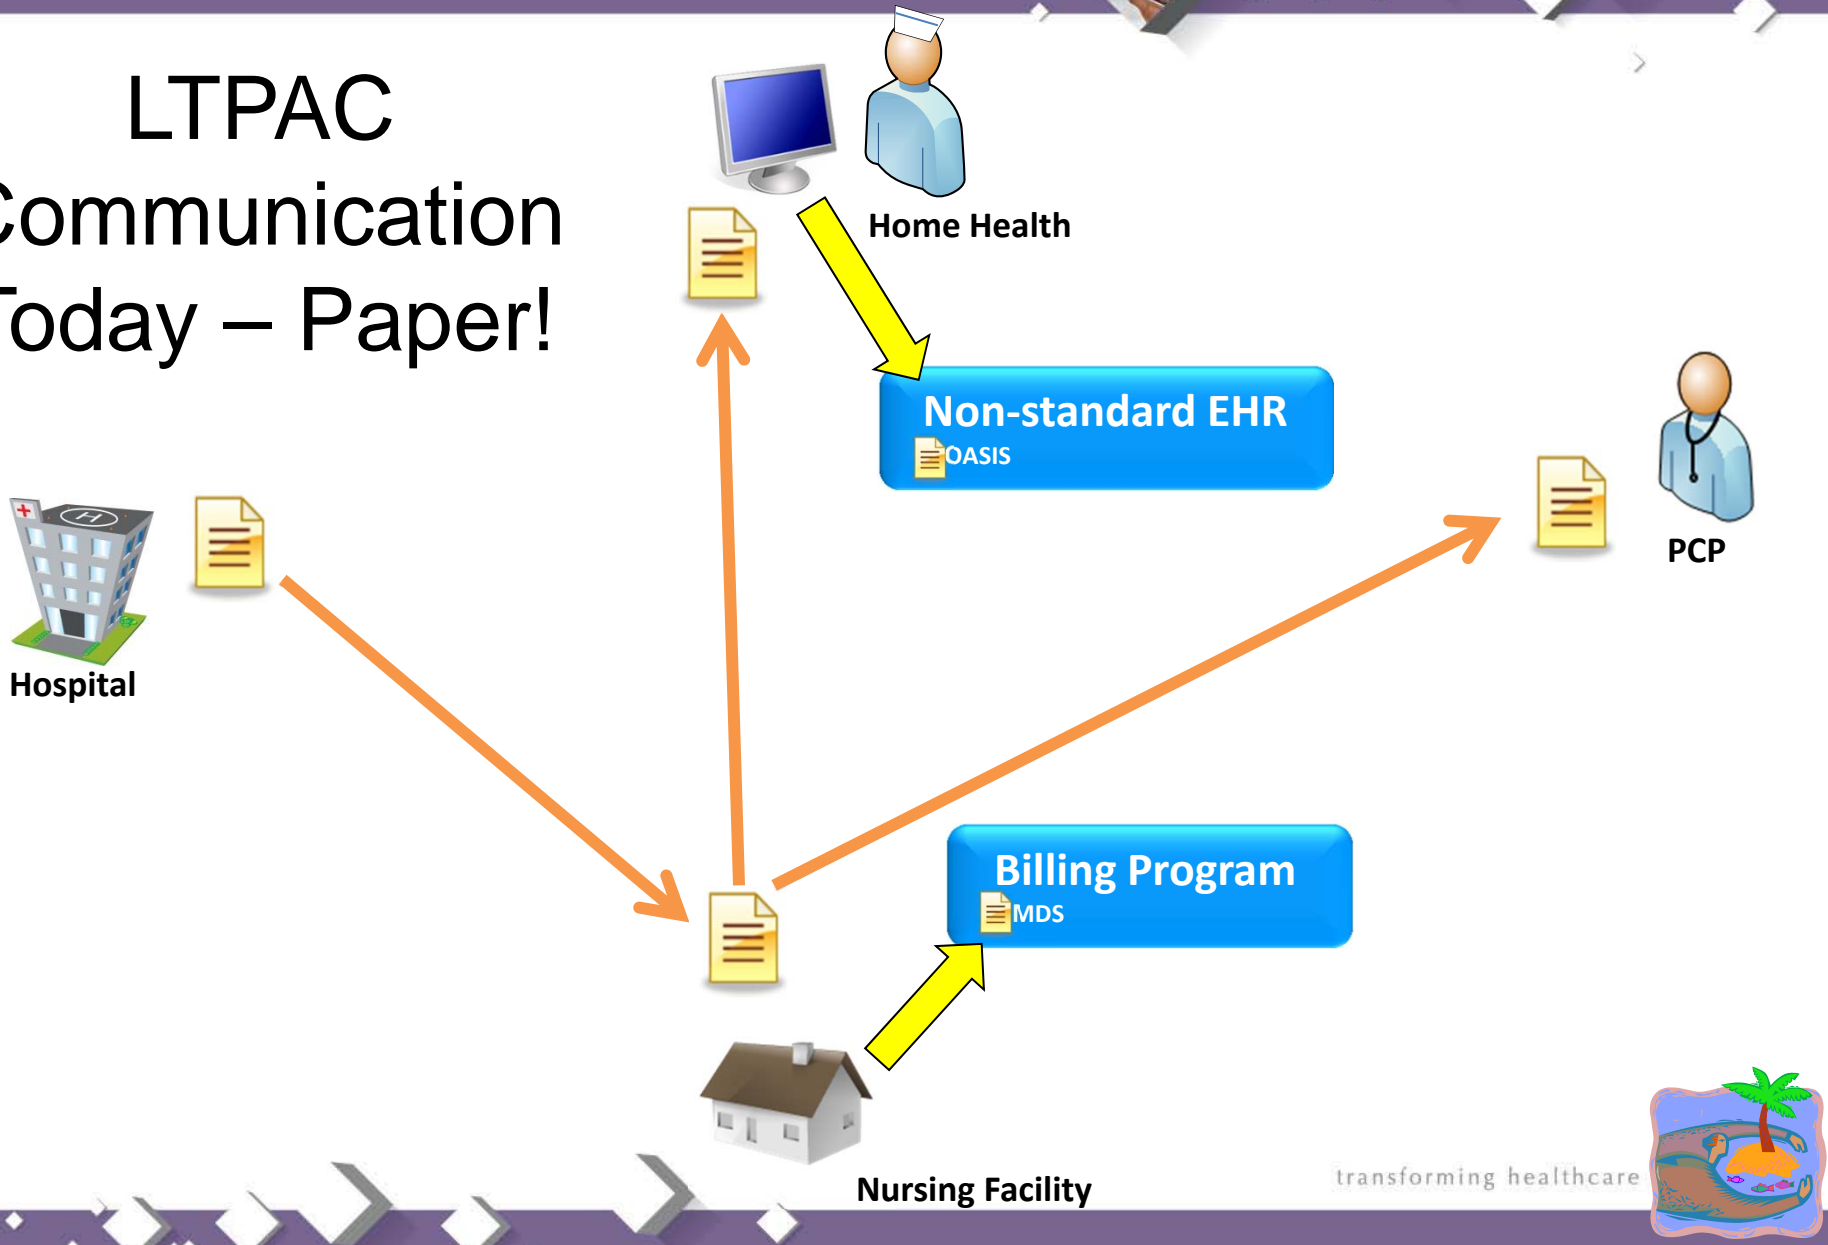 LTPAC
Communication
Today – Paper!
Home Health
Non-standard EHR
OASIS
PCP
H
Hospital
Billing Program
MDS
Nursing Facility
transforming healthcare